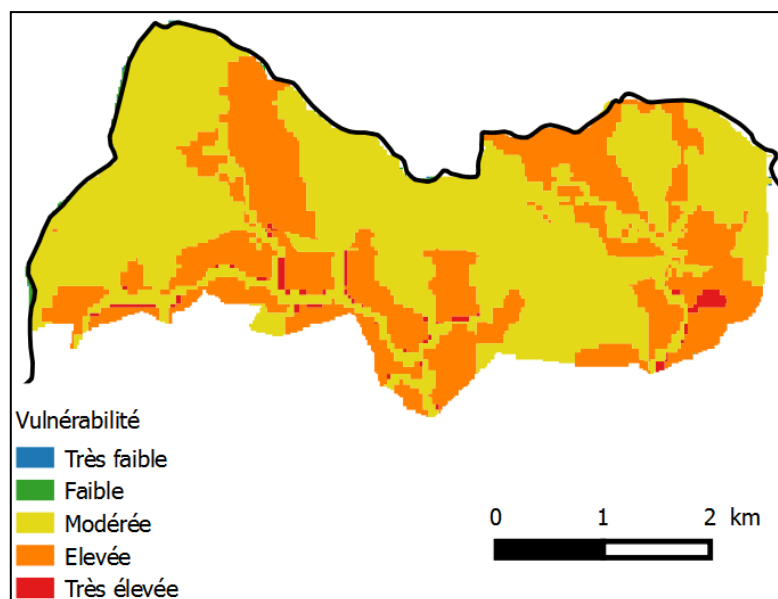 Vulnérabilité
Très faible
Faible
Modérée
Elevée
Très élevée
0 1 2 km